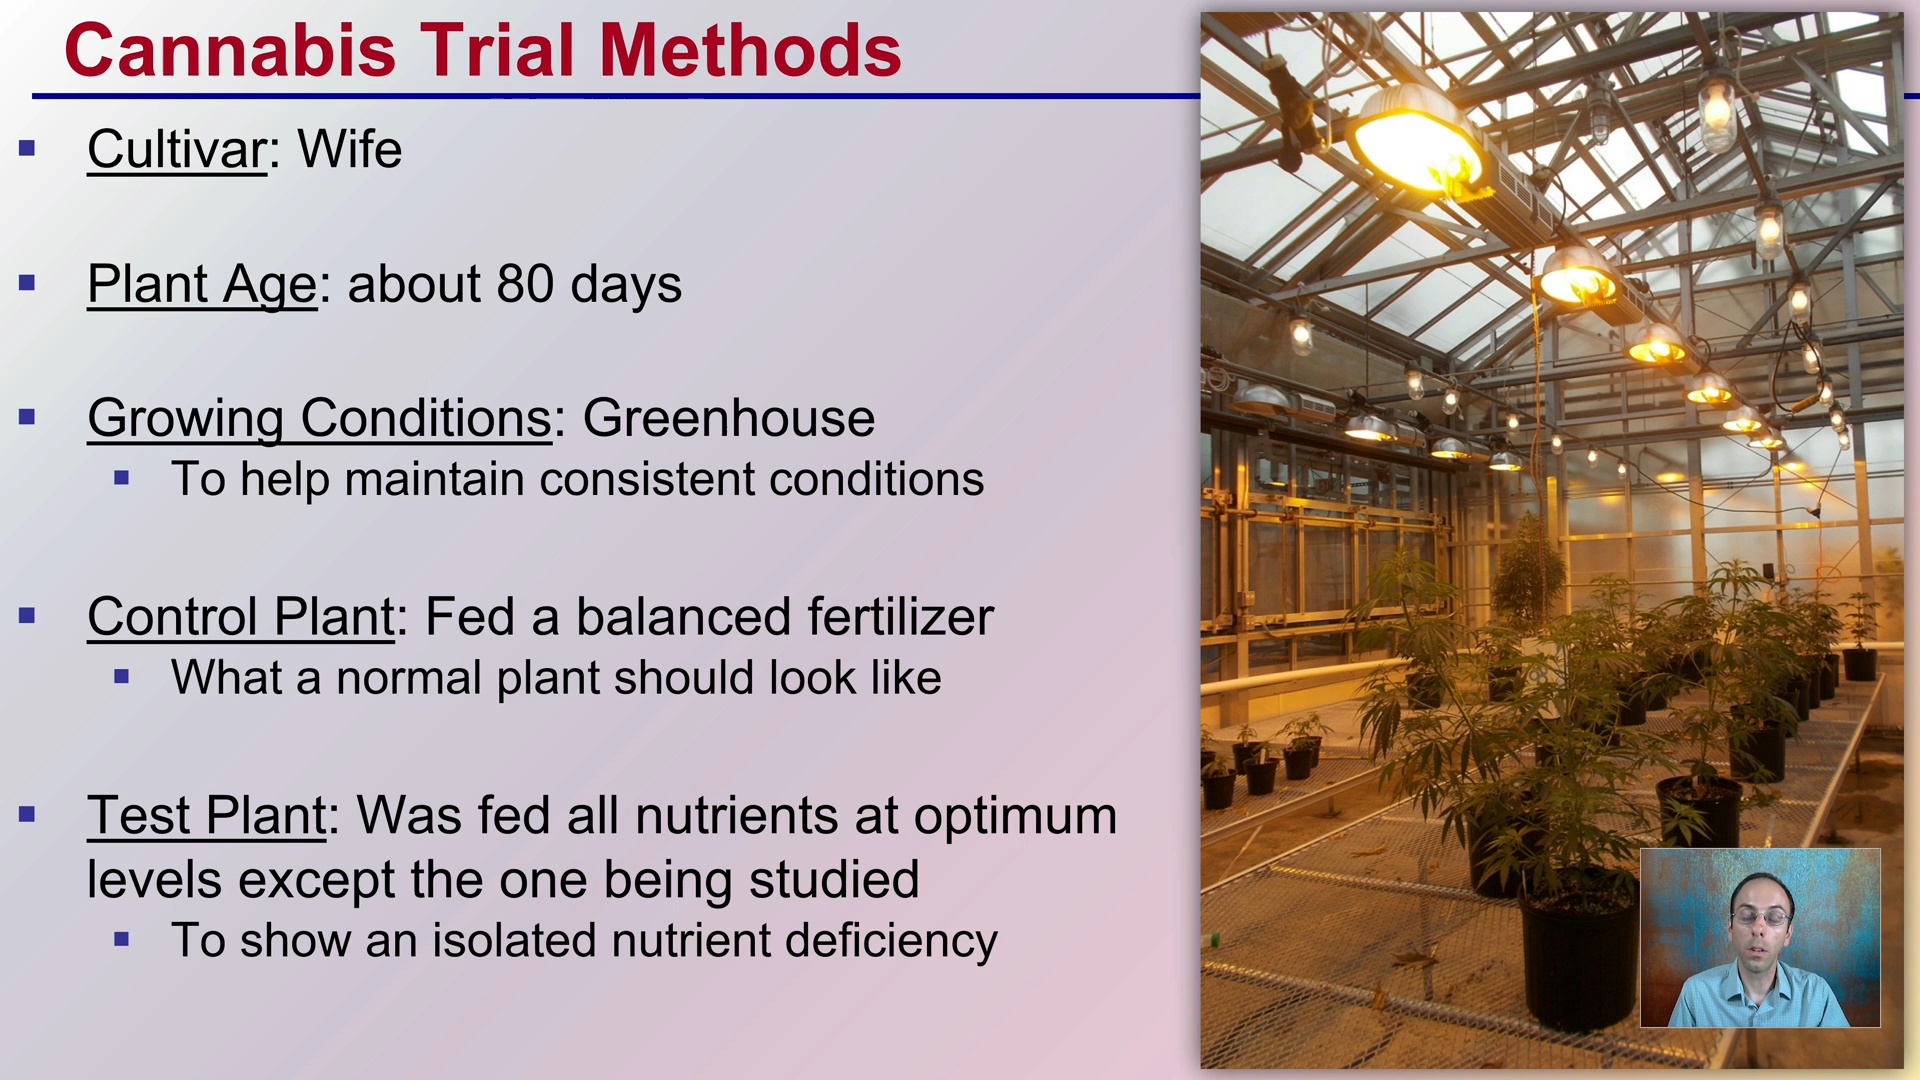 Cannabis Trial Methods
Cultivar: Wife
Plant Age: about 80 days
Growing Conditions: Greenhouse
To help maintain consistent conditions
Control Plant: Fed a balanced fertilizer
What a normal plant should look like
Test Plant: Was fed all nutrients at optimum
levels except the one being studied
To show an isolated nutrient deficiency